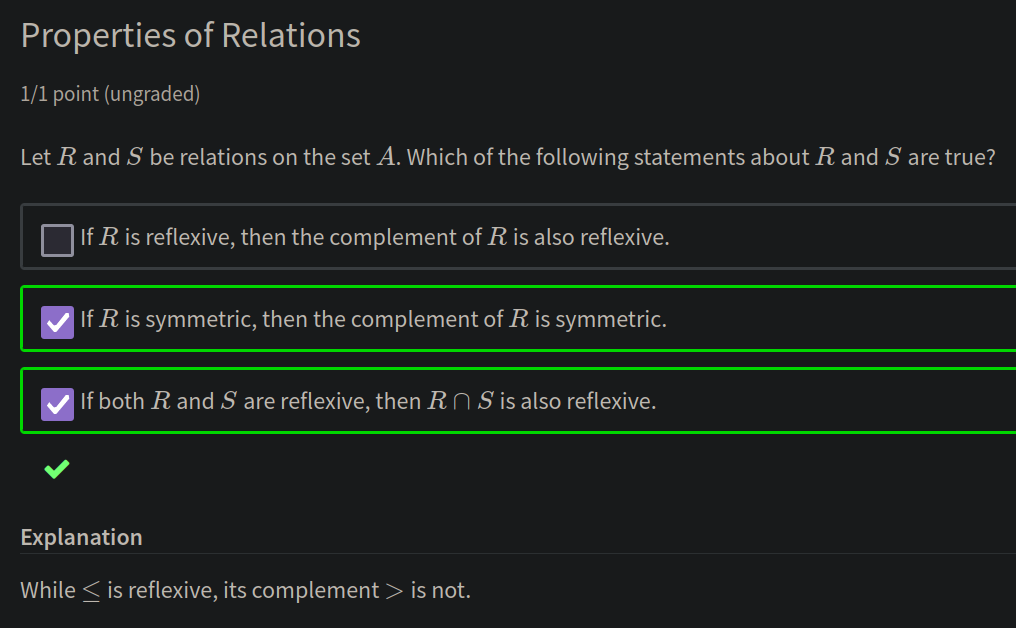 Properties of Relations
1/1 point (ungraded)
Let R and S be relations on the set A. Which of the following statements about R and S are true?
If R is reflexive, then the complement of R is also reflexive.
If R is symmetric, then the complement of R is symmetric.
If both R and S are reflexive, then R ∩ S is also reflexive.
Explanation
While ≤ is reflexive, its complement > is not.